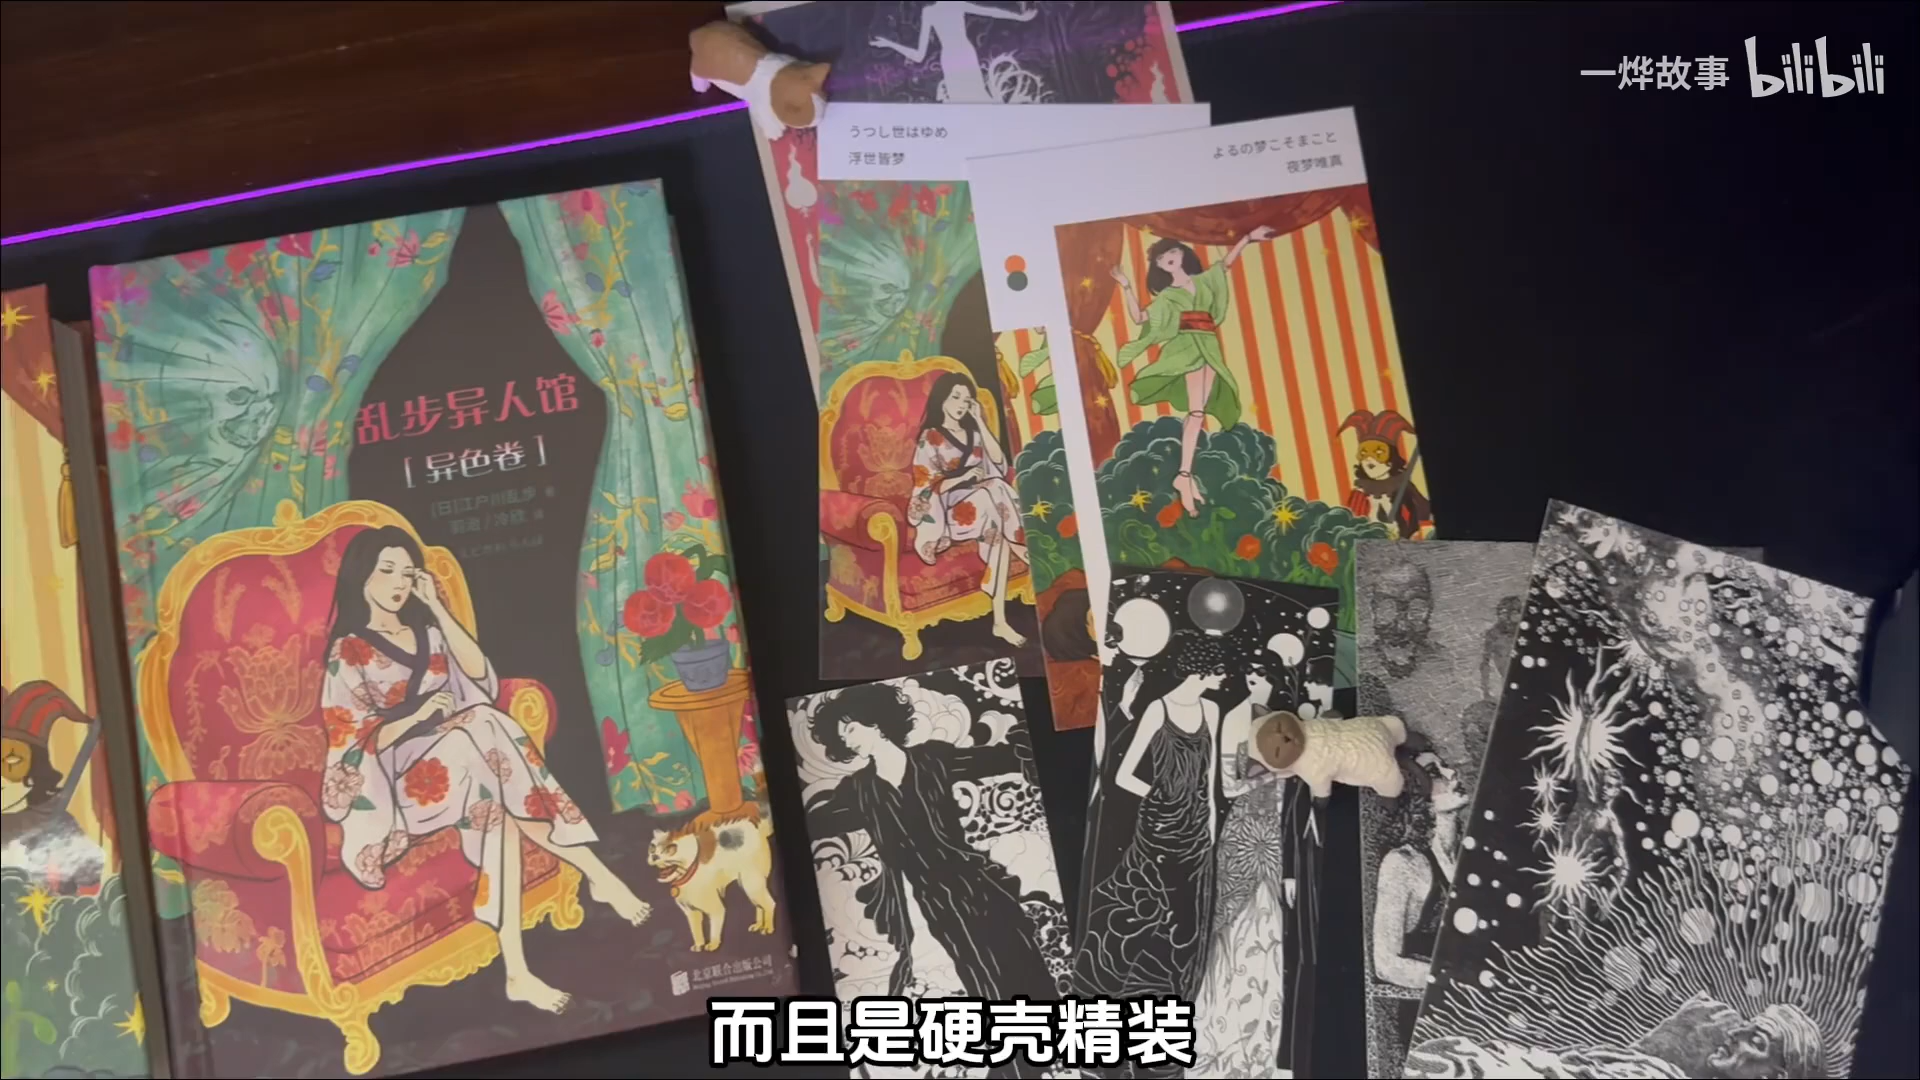 一烨故事 bilibili
うつし世はゆめ
浮世皆梦
よるの夢こそまこと
夜梦唯真
乱步异人馆
[异色卷]
[日]江户川乱步 著
北京联合出版公司
而且是硬壳精装